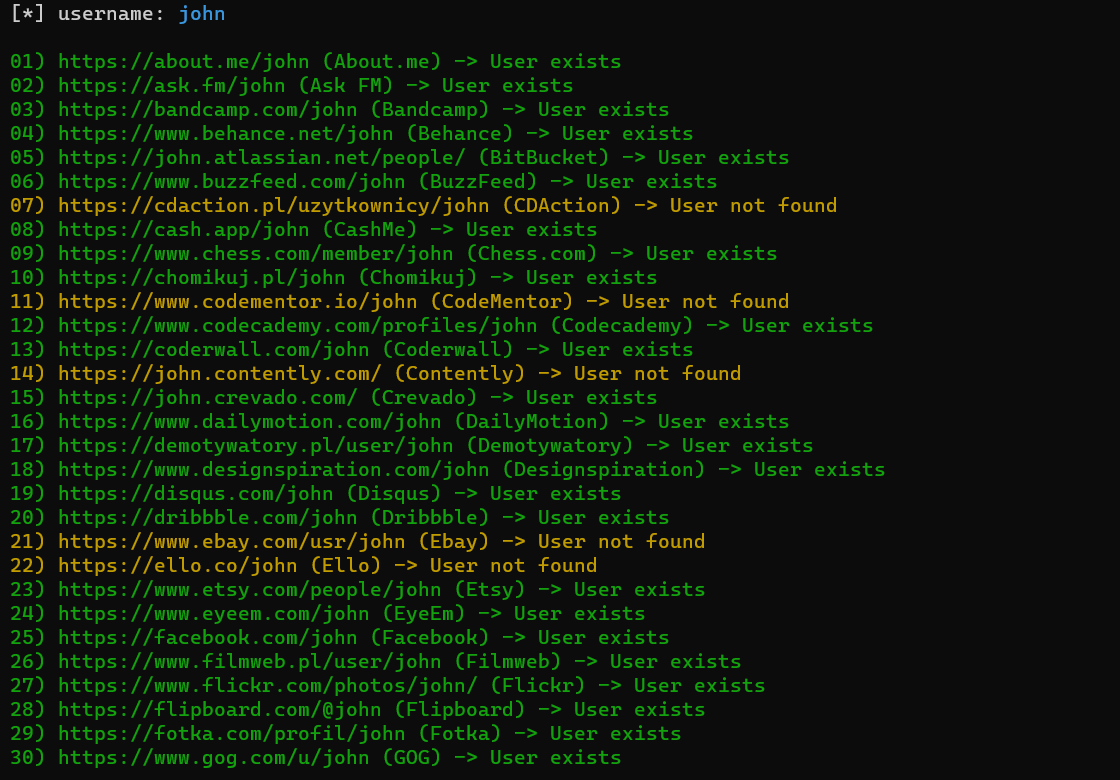 [*] username: john
01) https://about.me/john (About.me) -> User exists
02) https://ask.fm/john (Ask FM) -> User exists
03) https://bandcamp.com/john (Bandcamp) -> User exists
04) https://www.behance.net/john (Behance) -> User exists
05) https://john.atlassian.net/people/ (BitBucket) -> User exists
06) https://www.buzzfeed.com/john (BuzzFeed) -> User exists
07) https://cdaction.pl/uzytkownicy/john (CDAction) -> User not found
08) https://cash.app/john (CashMe) -> User exists
09) https://www.chess.com/member/john (Chess.com) -> User exists
10) https://chomikuj.pl/john (Chomikuj) -> User exists
11) https://www.codementor.io/john (CodeMentor) -> User not found
12) https://www.codecademy.com/profiles/john (Codecademy) -> User exists
13) https://coderwall.com/john (Coderwall) -> User exists
14) https://john.contently.com/ (Contently) -> User not found
15) https://john.crevado.com/ (Crevado) -> User exists
16) https://www.dailymotion.com/john (DailyMotion) -> User exists
17) https://demotywatory.pl/user/john (Demotywatory) -> User exists
18) https://www.designspiration.com/john (Designspiration) -> User exists
19) https://disqus.com/john (Disqus) -> User exists
20) https://dribbble.com/john (Dribbble) -> User exists
21) https://www.ebay.com/usr/john (Ebay) -> User not found
22) https://ello.co/john (Ello) -> User not found
23) https://www.etsy.com/people/john (Etsy) -> User exists
24) https://www.eyeem.com/john (EyeEm) -> User exists
25) https://facebook.com/john (Facebook) -> User exists
26) https://www.filmweb.pl/user/john (Filmweb) -> User exists
27) https://www.flickr.com/photos/john/ (Flickr) -> User exists
28) https://flipboard.com/@john (Flipboard) -> User exists
29) https://fotka.com/profil/john (Fotka) -> User exists
30) https://www.gog.com/u/john (GOG) -> User exists